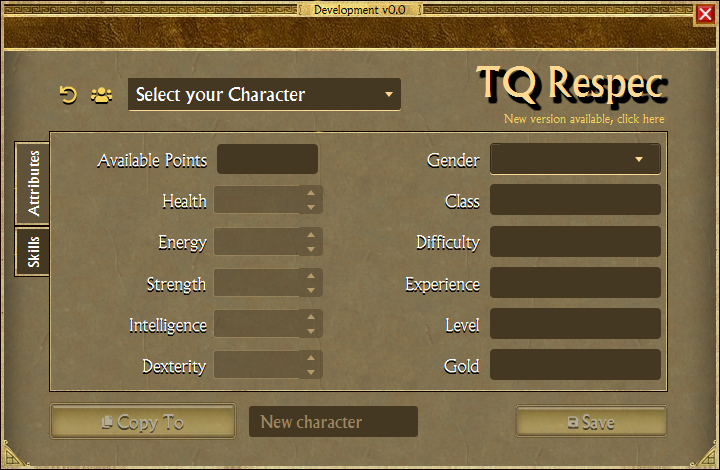 Development v0.0
Select your Character
TQ Respec
New version available, click here
Attributes
Skills
Available Points
Gender
Health
Class
Energy
Difficulty
Strength
Experience
Intelligence
Level
Dexterity
Gold
Copy To
New character
Save